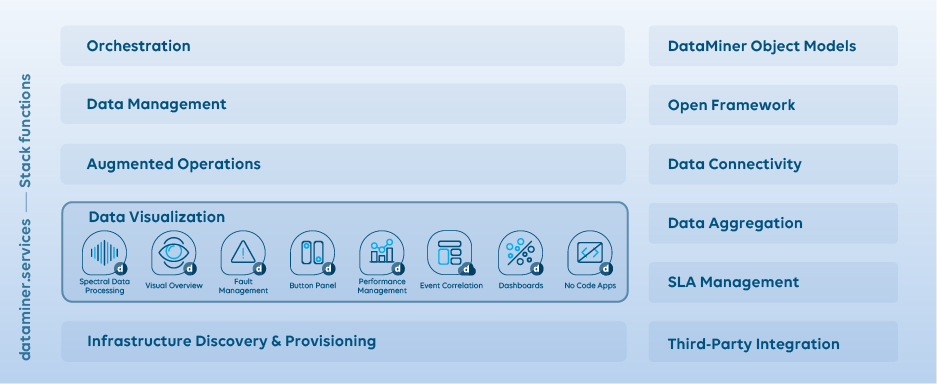 dataminer.services — Stack functions
Orchestration
Data Management
Augmented Operations
Data Visualization
d d d d d d d d
Spectral Data
Processing
Visual Overview
Fault
Management
Button Panel
Performance
Management
Event Correlation
Dashboards
No Code Apps
Infrastructure Discovery & Provisioning
DataMiner Object Models
Open Framework
Data Connectivity
Data Aggregation
SLA Management
Third-Party Integration